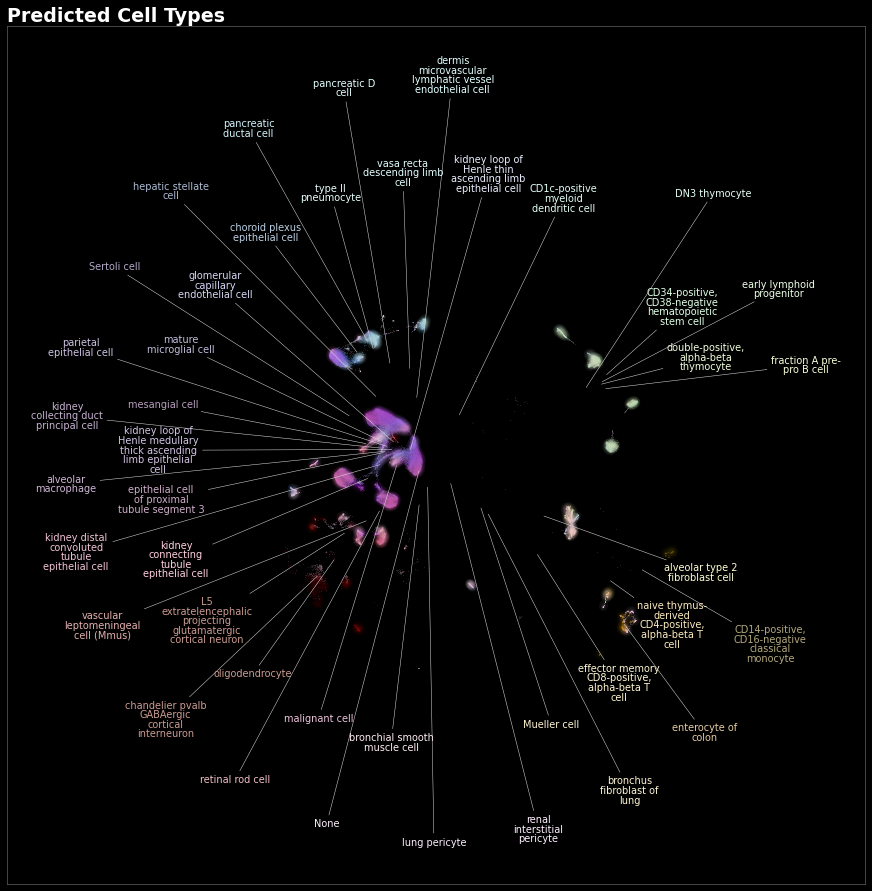 Predicted Cell Types
dermis
microvascular
lymphatic vessel
endothelial cell
pancreatic D
cell
pancreatic
ductal cell
vasa recta
descending limb
cell
kidney loop of
Henle thin
ascending limb
epithelial cell
hepatic stellate
cell
type II
pneumocyte
CD1c-positive
myeloid
dendritic cell
DN3 thymocyte
choroid plexus
epithelial cell
Sertoli cell
glomerular
capillary
endothelial cell
early lymphoid
progenitor
CD34-positive,
CD38-negative
hematopoietic
stem cell
parietal
epithelial cell
mature
microglial cell
double-positive,
alpha-beta
thymocyte
fraction A pre-
pro B cell
kidney
collecting duct
principal cell
mesangial cell
kidney loop of
Henle medullary
thick ascending
limb epithelial
cell
alveolar
macrophage
epithelial cell
of proximal
tubule segment 3
kidney distal
convoluted
tubule
epithelial cell
kidney
connecting
tubule
epithelial cell
alveolar type 2
fibroblast cell
vascular
leptomeningeal
cell (Mmus)
L5
extratelencephalic
projecting
glutamatergic
cortical neuron
naive thymus-
derived
CD4-positive,
alpha-beta T
cell
CD14-positive,
CD16-negative
classical
monocyte
oligodendrocyte
effector memory
CD8-positive,
alpha-beta T
cell
chandelier pvalb
GABAergic
cortical
interneuron
malignant cell
bronchial smooth
muscle cell
Mueller cell
enterocyte of
colon
retinal rod cell
bronchus
fibroblast of
lung
None
lung pericyte
renal
interstitial
pericyte